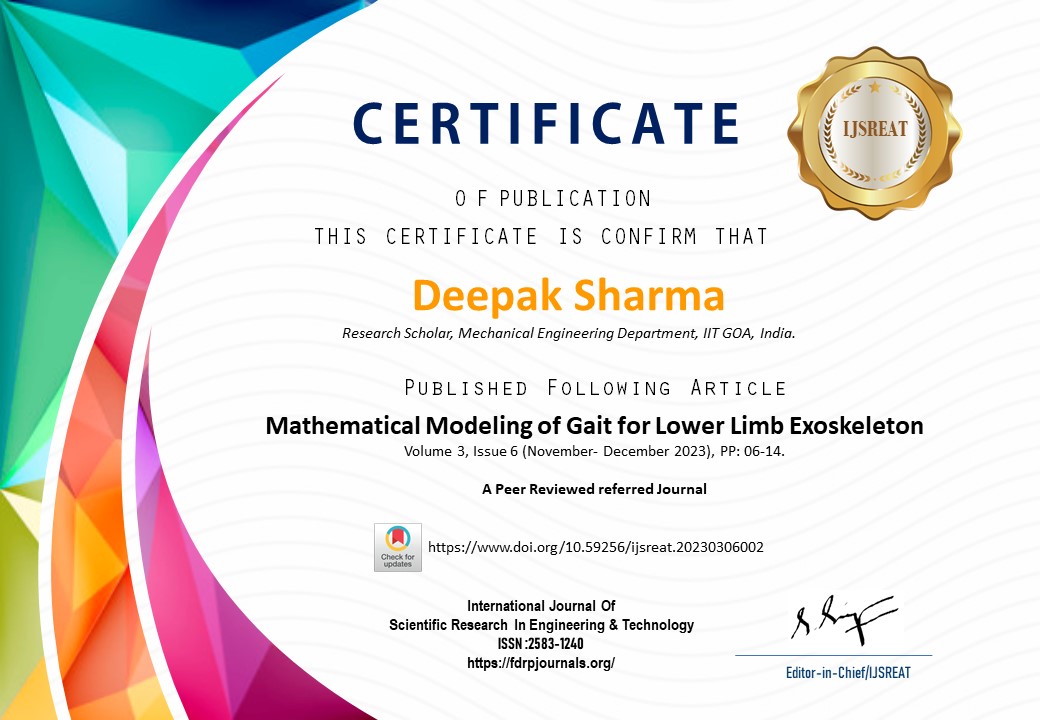 CERTIFICATE
IJSREAT
O F PUBLICATION
THIS CERTIFICATE IS CONFIRM THAT
Deepak Sharma
Research Scholar, Mechanical Engineering Department, IIT GOA, India.
Published Following Article
Mathematical Modeling of Gait for Lower Limb Exoskeleton
Volume 3, Issue 6 (November- December 2023), PP: 06-14.
A Peer Reviewed referred Journal
Check for
updates
https://www.doi.org/10.59256/ijsreat.20230306002
International Journal Of
Scientific Research In Engineering & Technology
ISSN :2583-1240
https://fdrpjournals.org/
Editor-in-Chief/IJSREAT